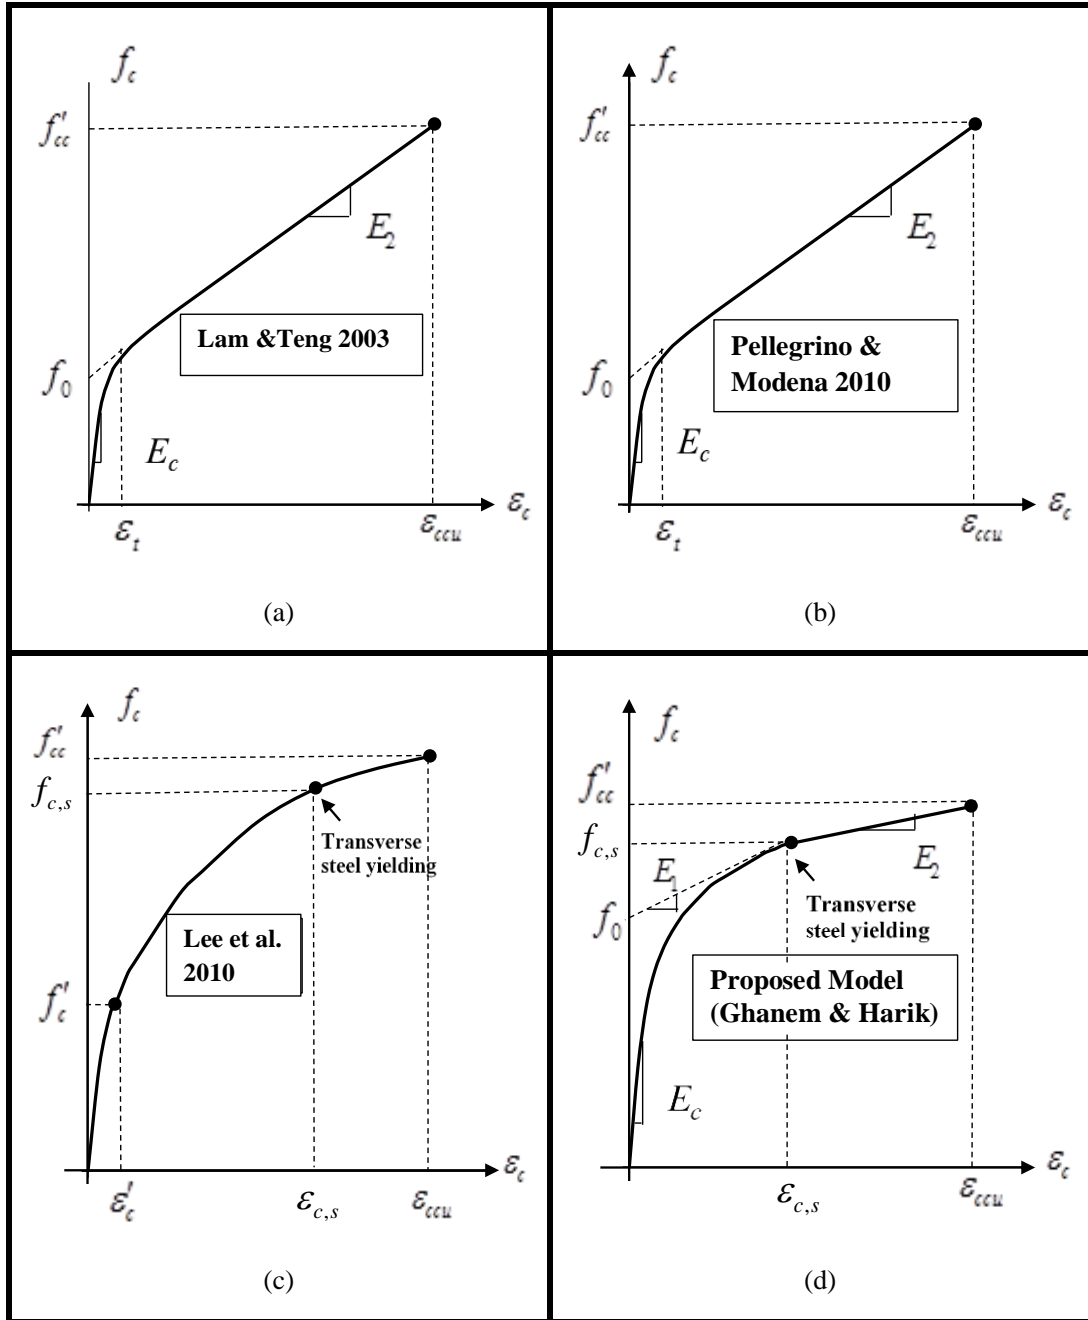 f_c
f'_cc
E_2
Lam &Teng 2003
f_0
E_c
ε_c
ε_t
ε_ccu
(a)
f_c
f'_cc
E_2
Pellegrino &
Modena 2010
f_0
E_c
ε_c
ε_t
ε_ccu
(b)
f_c
f'_cc
f_c,s
Transverse
steel yielding
Lee et al.
2010
f'_c
ε_c
ε'_c
ε_c,s
ε_ccu
(c)
f_c
f'_cc
f_c,s
E_1
E_2
Transverse
steel yielding
f_0
Proposed Model
(Ghanem & Harik)
E_c
ε_c
ε_c,s
ε_ccu
(d)